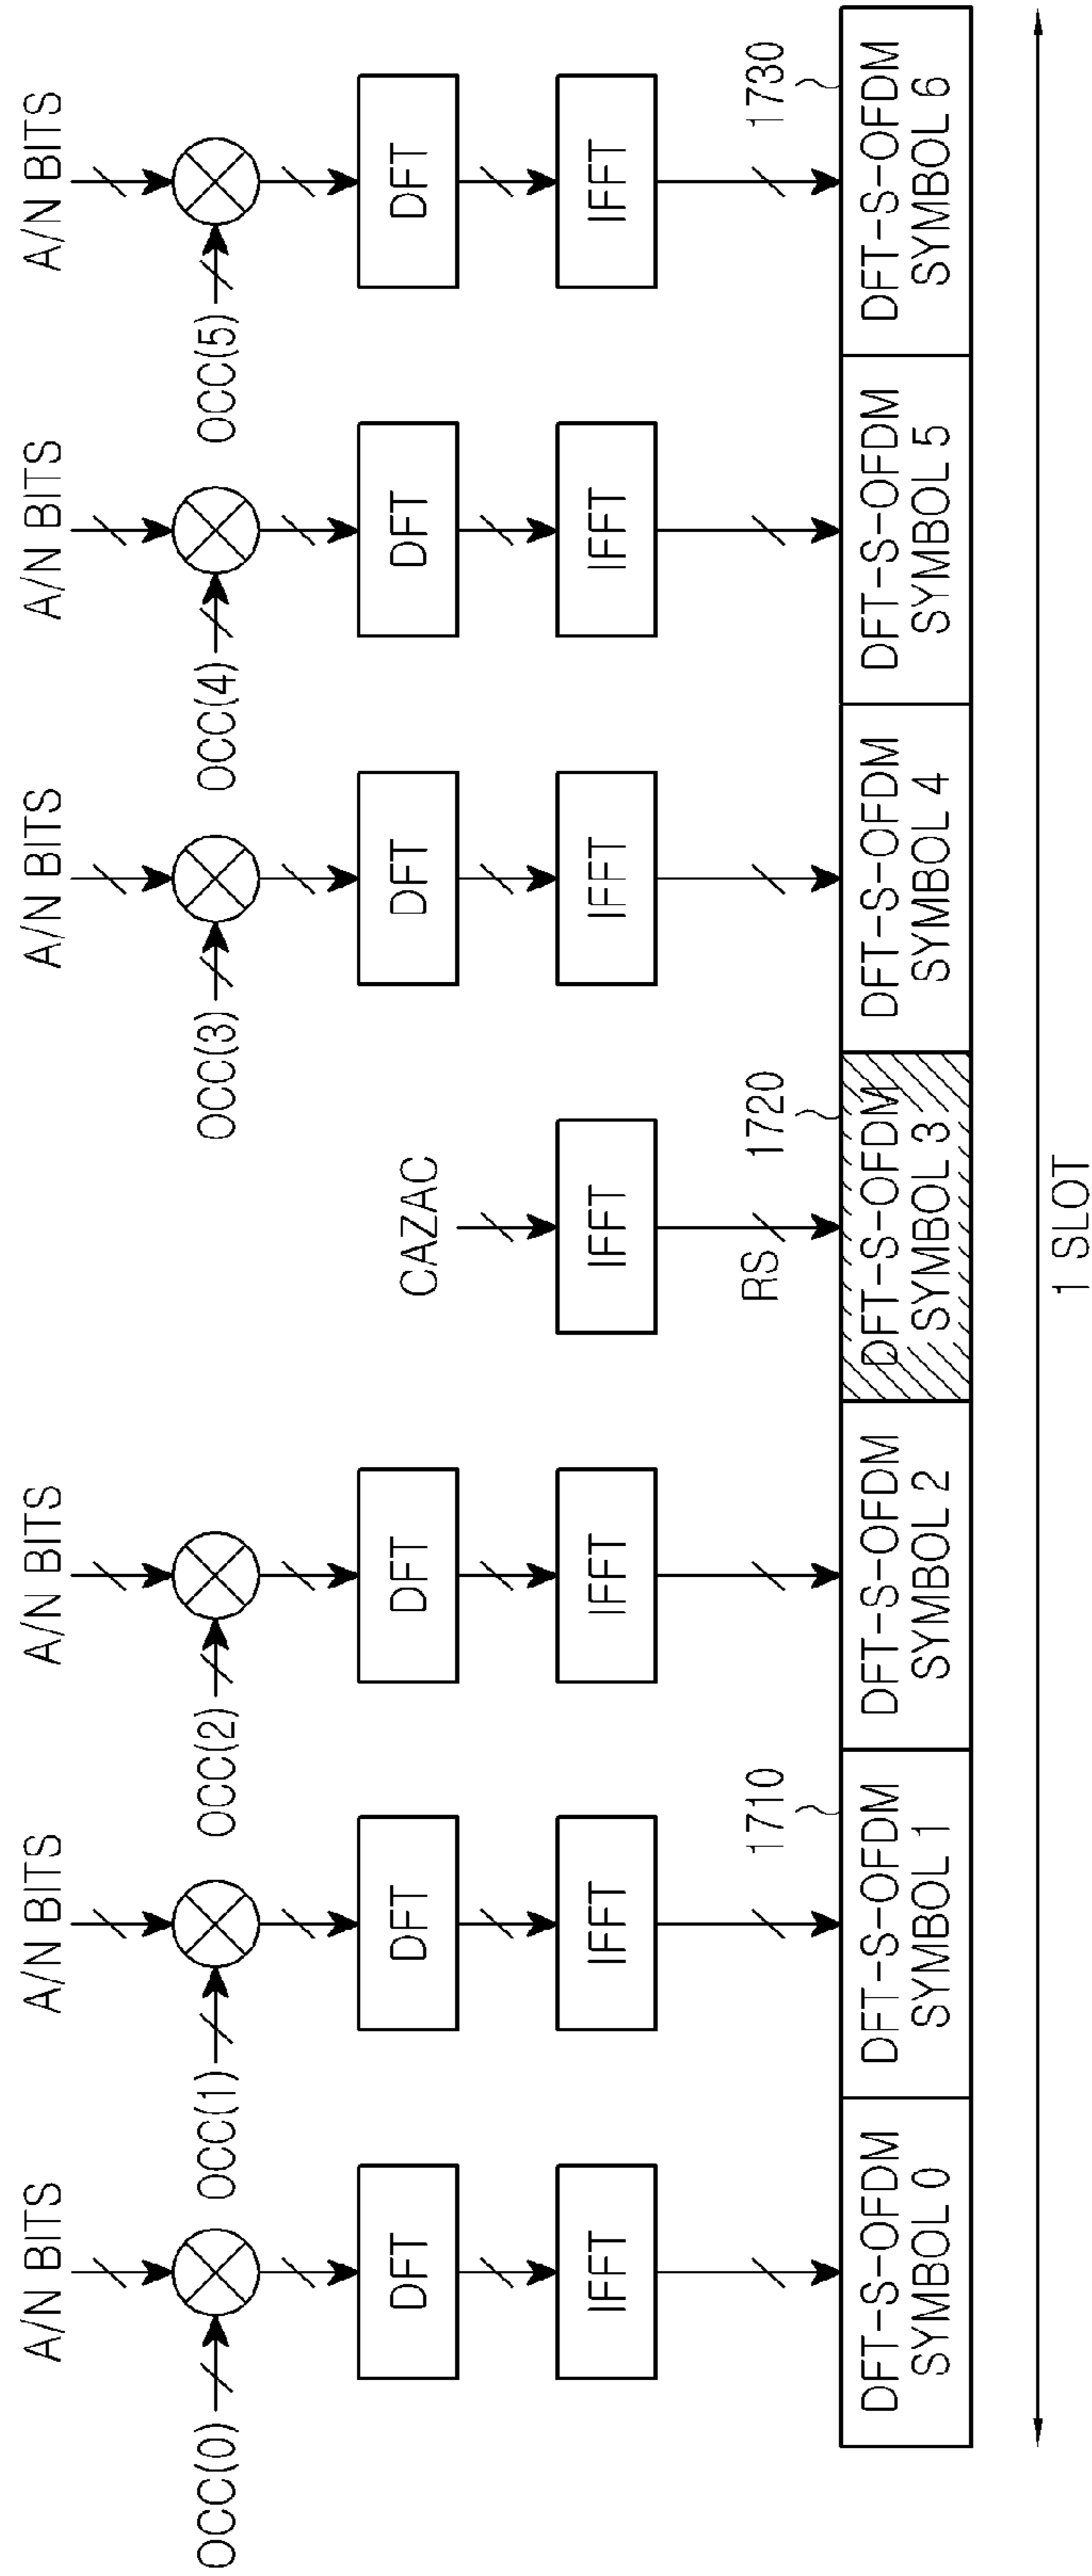 A/N BITS
A/N BITS
A/N BITS
A/N BITS
A/N BITS
A/N BITS
OCC(0)
OCC(1)
OCC(2)
OCC(3)
OCC(4)
OCC(5)
DFT
DFT
DFT
CAZAC
DFT
DFT
DFT
IFFT
IFFT
IFFT
IFFT
IFFT
IFFT
IFFT
1710
RS
1720
1730
DFT-S-OFDM
SYMBOL 0
DFT-S-OFDM
SYMBOL 1
DFT-S-OFDM
SYMBOL 2
DFT-S-OFDM
SYMBOL 3
DFT-S-OFDM
SYMBOL 4
DFT-S-OFDM
SYMBOL 5
DFT-S-OFDM
SYMBOL 6
1 SLOT